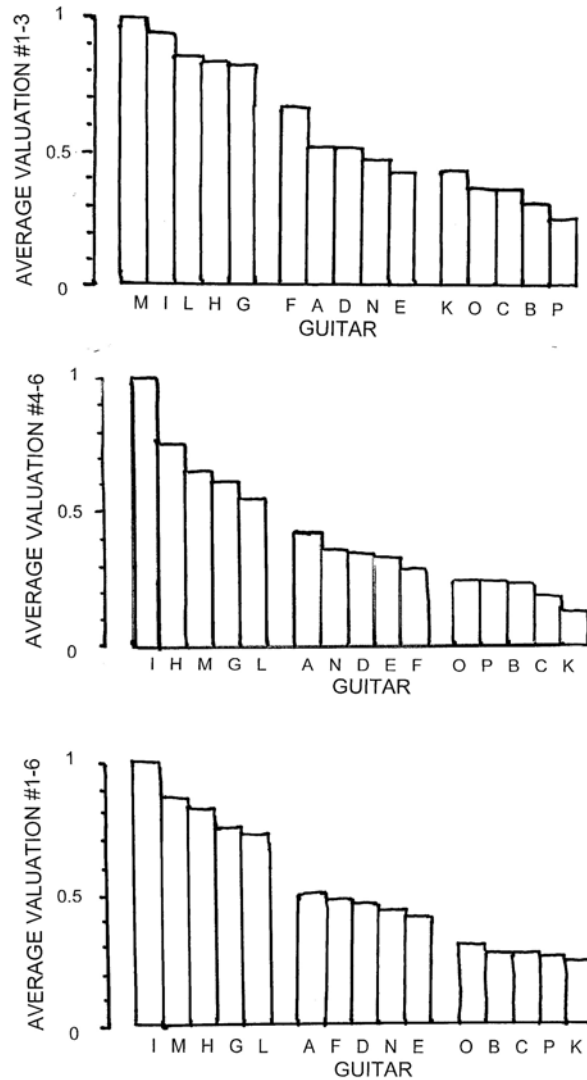 AVERAGE VALUATION #1-3
1
0.5
0
M I L H G F A D N E K O C B P
GUITAR
AVERAGE VALUATION #4-6
1
0.5
0
I H M G L A N D E F O P B C K
GUITAR
AVERAGE VALUATION #1-6
1
0.5
0
I M H G L A F D N E O B C P K
GUITAR